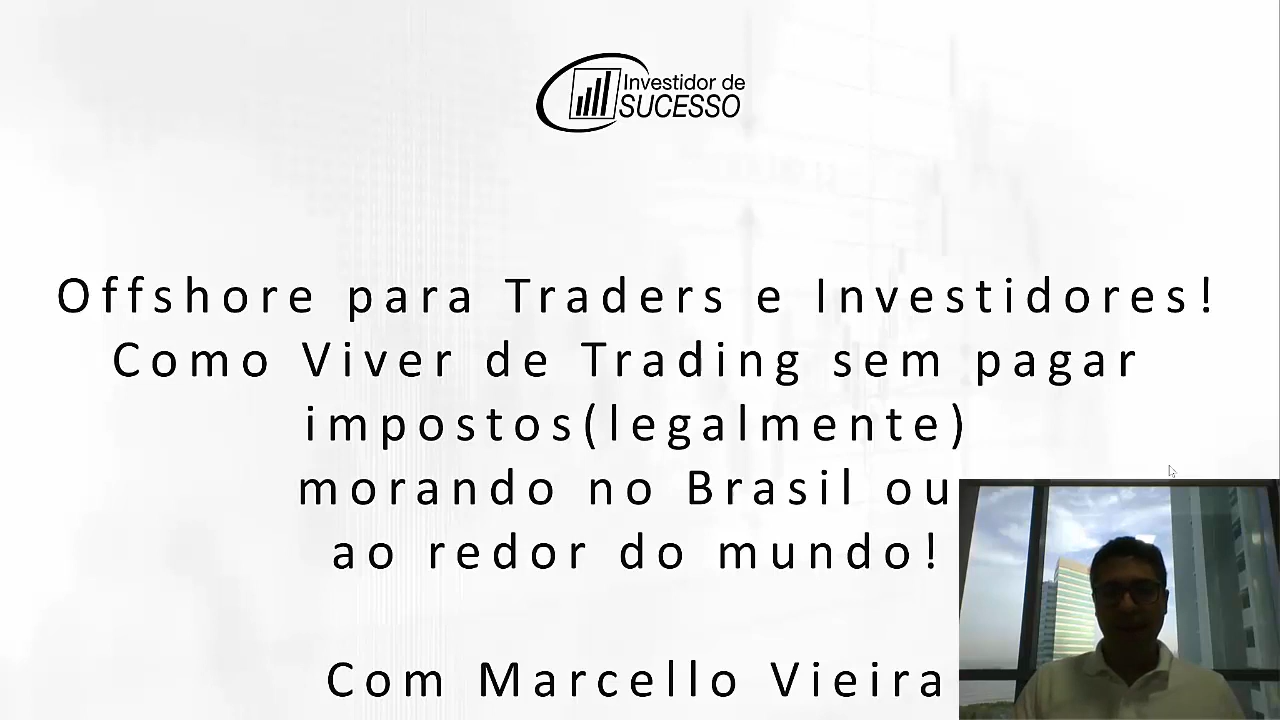 Investidor de
SUCESSO
Offshore para Traders e Investidores!
Como Viver de Trading sem pagar
impostos(legalmente)
morando no Brasil ou
ao redor do mundo!
Com Marcello Vieira